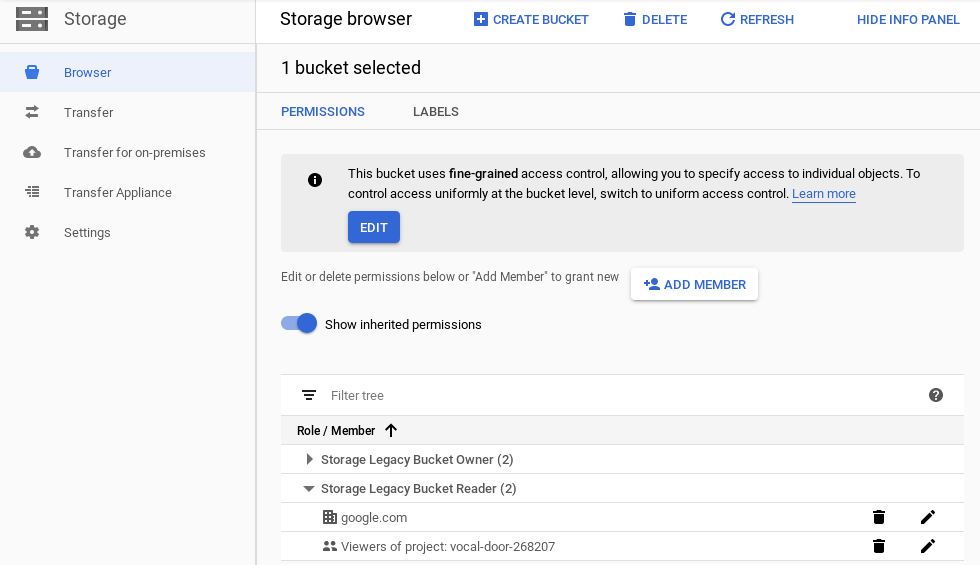 Storage
Storage browser
CREATE BUCKET
DELETE
REFRESH
HIDE INFO PANEL
Browser
Transfer
Transfer for on-premises
Transfer Appliance
Settings
1 bucket selected
PERMISSIONS
LABELS
This bucket uses fine-grained access control, allowing you to specify access to individual objects. To
control access uniformly at the bucket level, switch to uniform access control. Learn more
EDIT
Edit or delete permissions below or "Add Member" to grant new
ADD MEMBER
Show inherited permissions
Filter tree
Role / Member
Storage Legacy Bucket Owner (2)
Storage Legacy Bucket Reader (2)
google.com
Viewers of project: vocal-door-268207